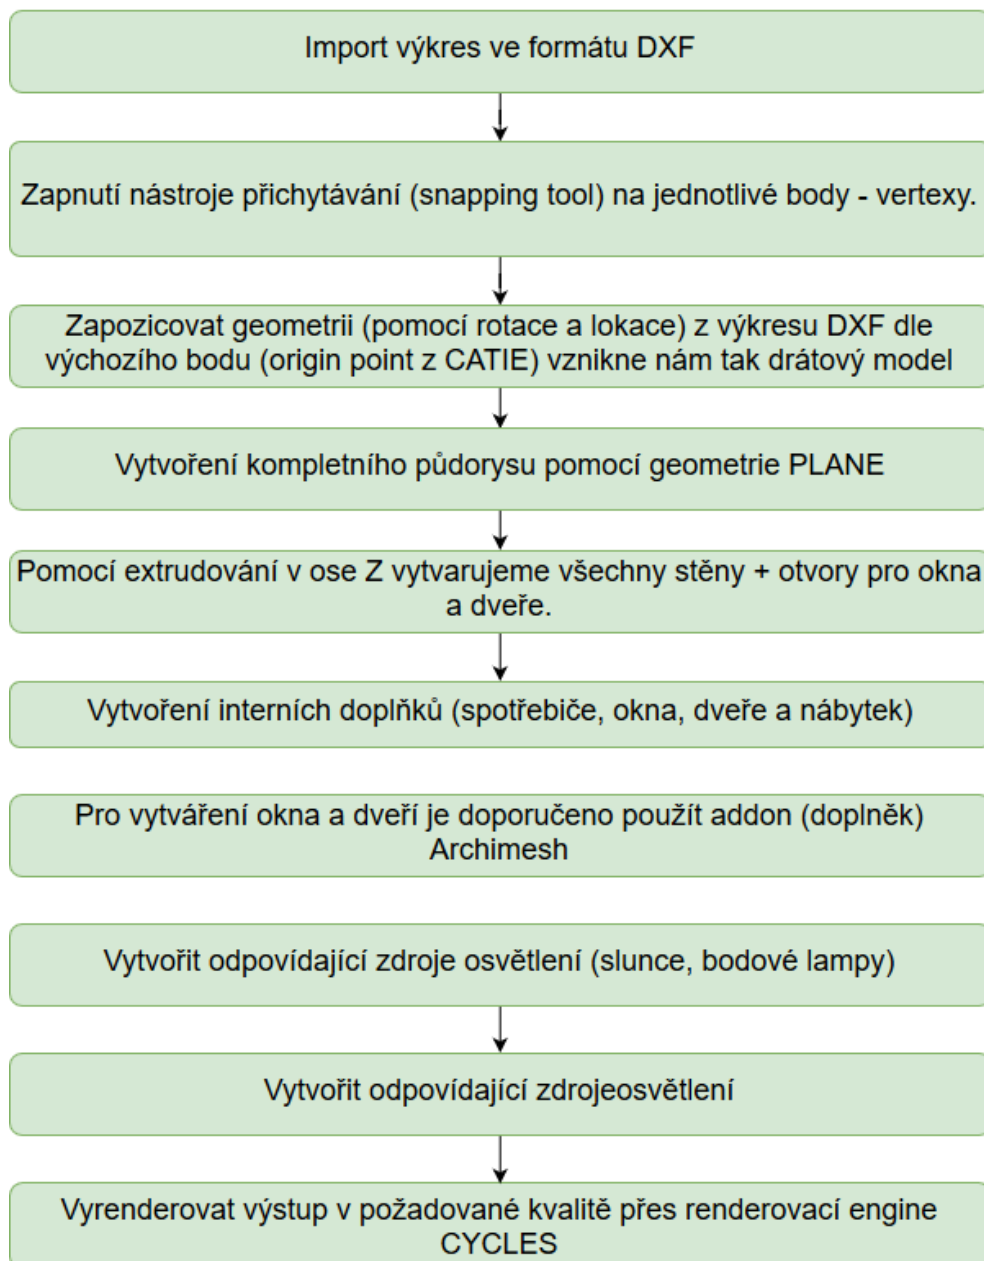 Import výkres ve formátu DXF
Zapnutí nástroje přichytávání (snapping tool) na jednotlivé body - vertexy.
Zapozicovat geometrii (pomocí rotace a lokace) z výkresu DXF dle
výchozího bodu (origin point z CATIE) vznikne nám tak drátový model
Vytvoření kompletního půdorysu pomocí geometrie PLANE
Pomocí extrudování v ose Z vytvarujeme všechny stěny + otvory pro okna
a dveře.
Vytvoření interních doplňků (spotřebiče, okna, dveře a nábytek)
Pro vytváření okna a dveří je doporučeno použít addon (doplněk)
Archimesh
Vytvořit odpovídající zdroje osvětlení (slunce, bodové lampy)
Vytvořit odpovídající zdrojeosvětlení
Vyrenderovat výstup v požadované kvalitě přes renderovací engine
CYCLES